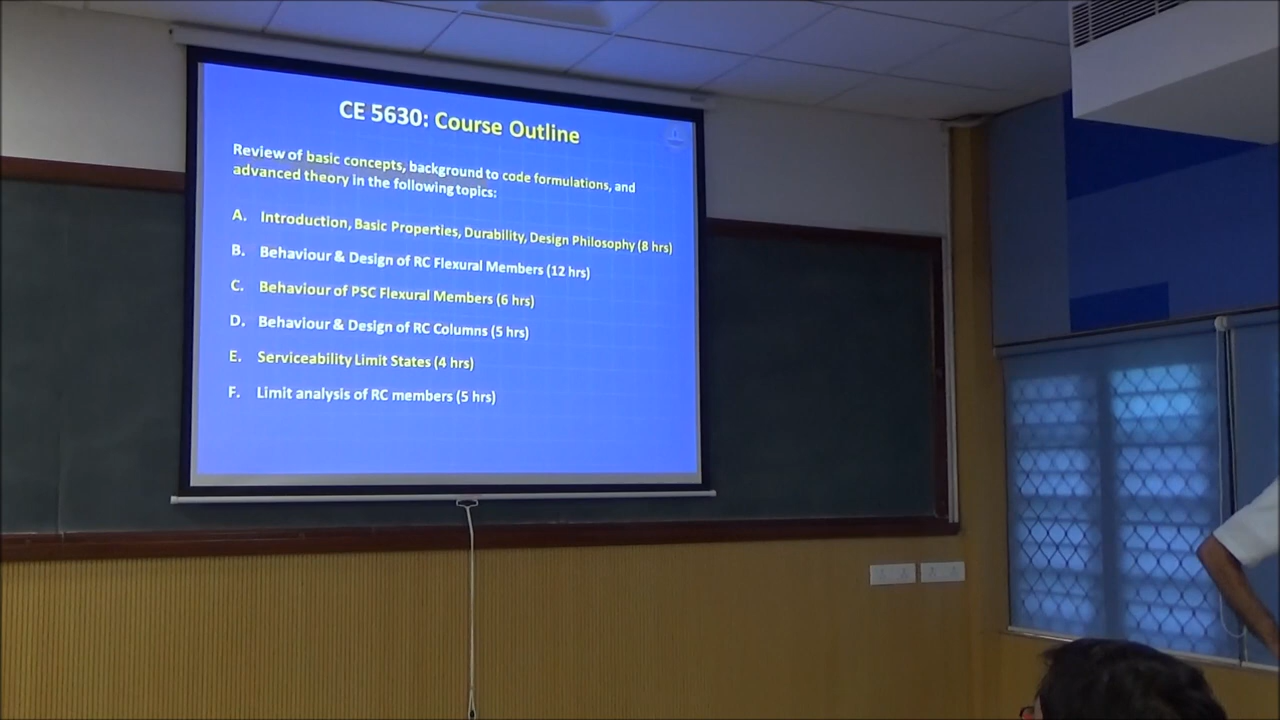 CE 5630: Course Outline
Review of basic concepts, background to code formulations, and
advanced theory in the following topics:
A. Introduction, Basic Properties, Durability, Design Philosophy (8 hrs)
B. Behaviour & Design of RC Flexural Members (12 hrs)
C. Behaviour of PSC Flexural Members (6 hrs)
D. Behaviour & Design of RC Columns (5 hrs)
E. Serviceability Limit States (4 hrs)
F. Limit analysis of RC members (5 hrs)